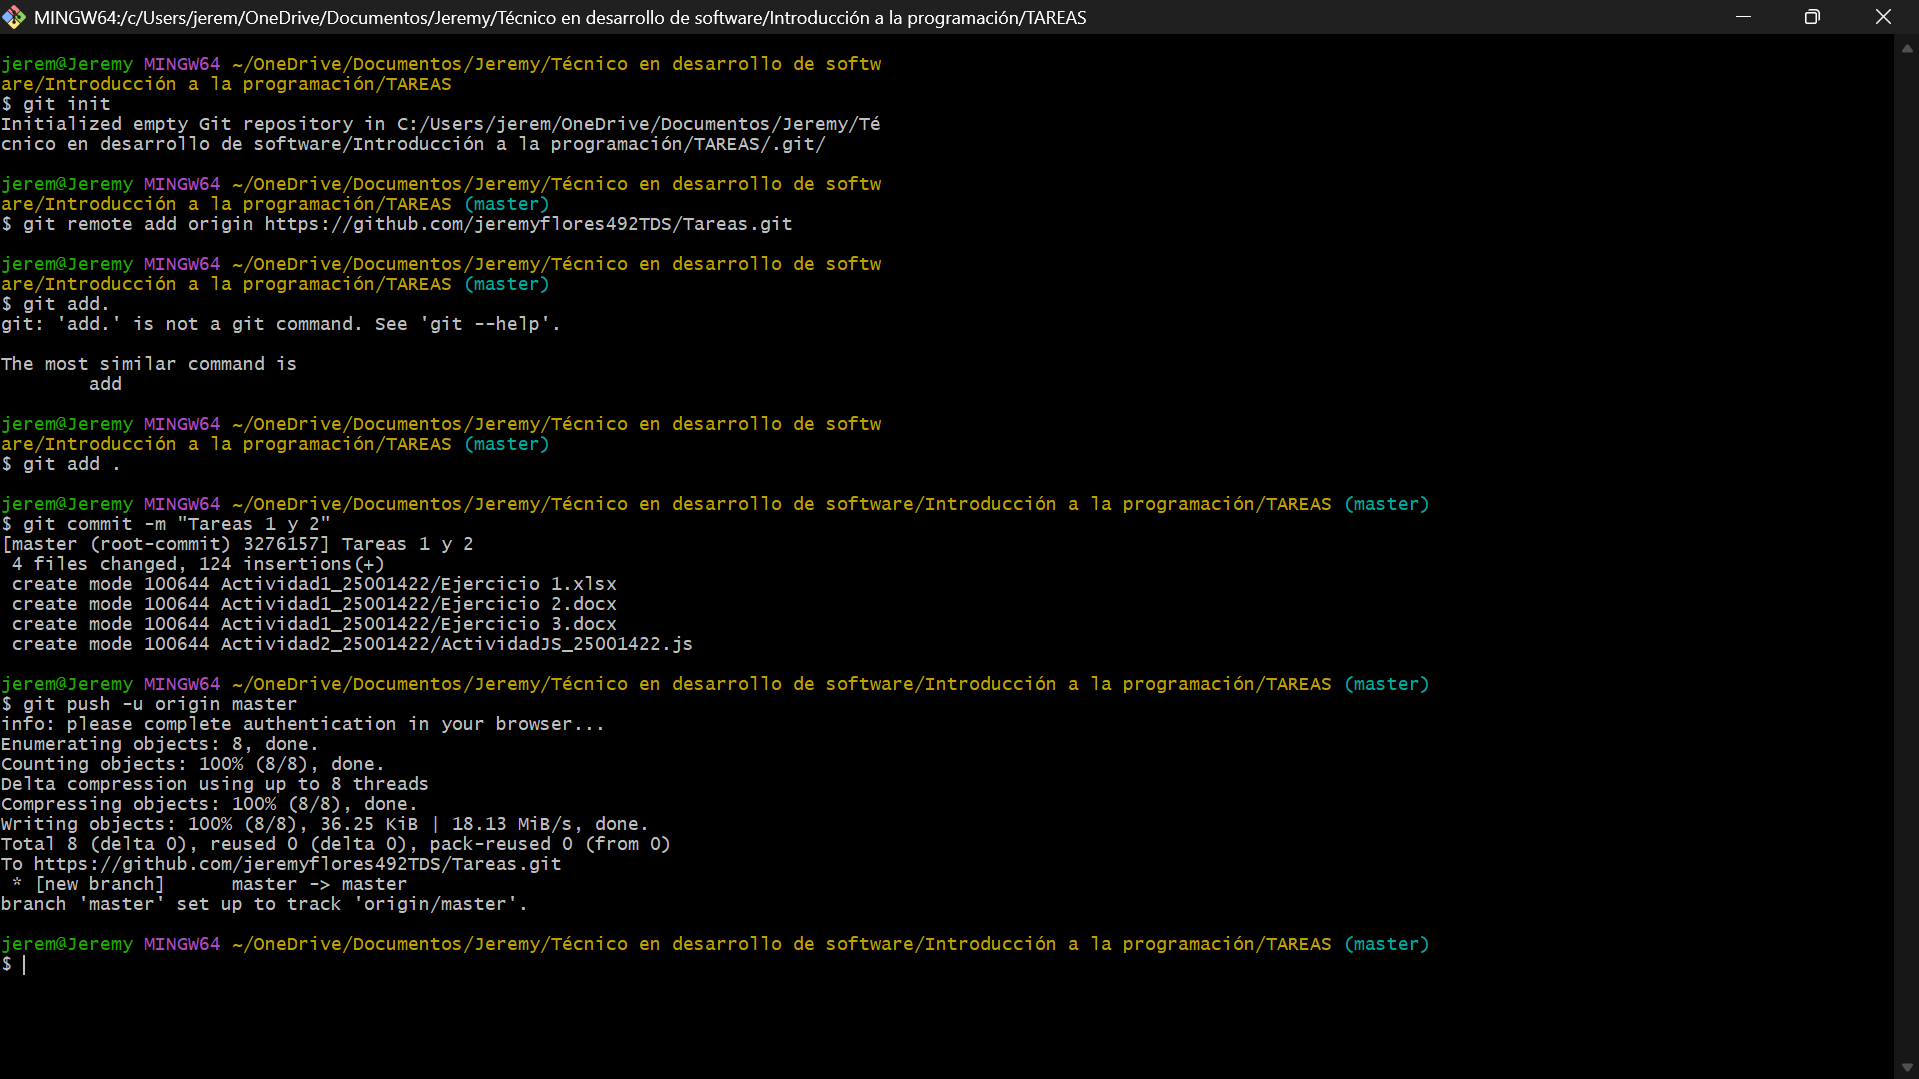 MINGW64:/c/Users/jerem/OneDrive/Documentos/Jeremy/Técnico en desarrollo de software/Introducción a la programación/TAREAS
jerem@Jeremy MINGW64 ~/OneDrive/Documentos/Jeremy/Técnico en desarrollo de softw
are/Introducción a la programación/TAREAS
$ git init
Initialized empty Git repository in C:/Users/jerem/OneDrive/Documentos/Jeremy/Té
cnico en desarrollo de software/Introducción a la programación/TAREAS/.git/
jerem@Jeremy MINGW64 ~/OneDrive/Documentos/Jeremy/Técnico en desarrollo de softw
are/Introducción a la programación/TAREAS (master)
$ git remote add origin https://github.com/jeremyflores492TDS/Tareas.git
jerem@Jeremy MINGW64 ~/OneDrive/Documentos/Jeremy/Técnico en desarrollo de softw
are/Introducción a la programación/TAREAS (master)
$ git add.
git: 'add.' is not a git command. See 'git --help'.
The most similar command is
        add
jerem@Jeremy MINGW64 ~/OneDrive/Documentos/Jeremy/Técnico en desarrollo de softw
are/Introducción a la programación/TAREAS (master)
$ git add .
jerem@Jeremy MINGW64 ~/OneDrive/Documentos/Jeremy/Técnico en desarrollo de software/Introducción a la programación/TAREAS (master)
$ git commit -m "Tareas 1 y 2"
[master (root-commit) 3276157] Tareas 1 y 2
 4 files changed, 124 insertions(+)
 create mode 100644 Actividad1_25001422/Ejercicio 1.xlsx
 create mode 100644 Actividad1_25001422/Ejercicio 2.docx
 create mode 100644 Actividad1_25001422/Ejercicio 3.docx
 create mode 100644 Actividad2_25001422/ActividadJS_25001422.js
jerem@Jeremy MINGW64 ~/OneDrive/Documentos/Jeremy/Técnico en desarrollo de software/Introducción a la programación/TAREAS (master)
$ git push -u origin master
info: please complete authentication in your browser...
Enumerating objects: 8, done.
Counting objects: 100% (8/8), done.
Delta compression using up to 8 threads
Compressing objects: 100% (8/8), done.
Writing objects: 100% (8/8), 36.25 KiB | 18.13 MiB/s, done.
Total 8 (delta 0), reused 0 (delta 0), pack-reused 0 (from 0)
To https://github.com/jeremyflores492TDS/Tareas.git
 * [new branch]      master -> master
branch 'master' set up to track 'origin/master'.
jerem@Jeremy MINGW64 ~/OneDrive/Documentos/Jeremy/Técnico en desarrollo de software/Introducción a la programación/TAREAS (master)
$